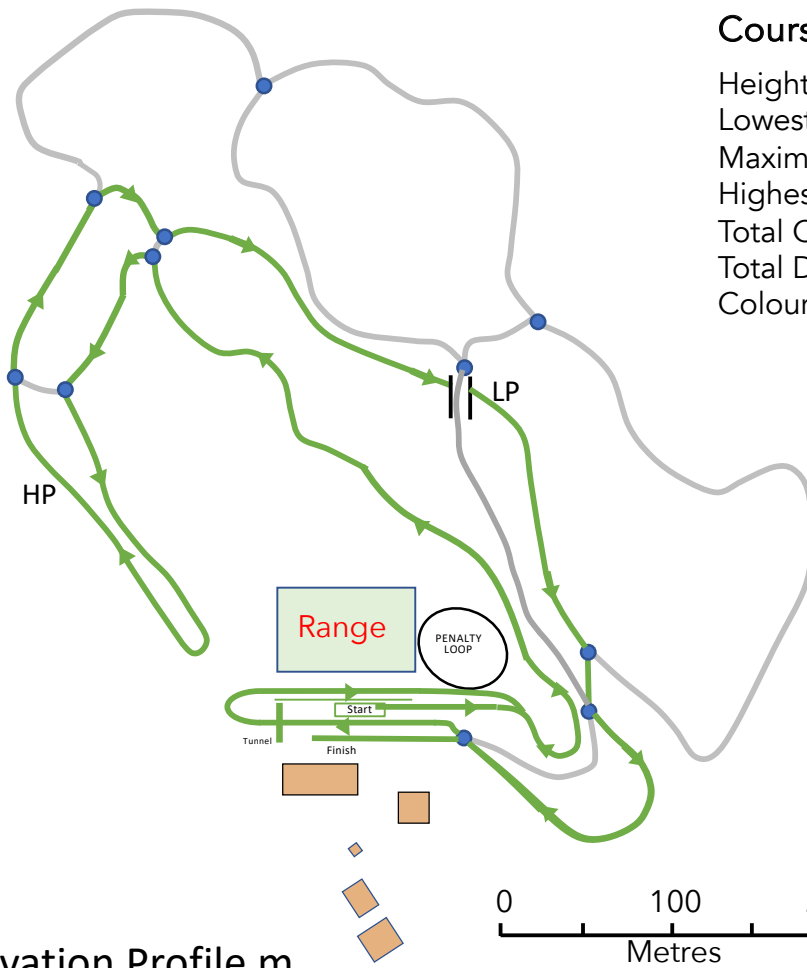 Cours
Height
Lowest
Maxim
Highes
Total C
Total D
Colour
LP
HP
Range
PENALTY
LOOP
Start
Tunnel
Finish
0 100
Metres
vation Profile m